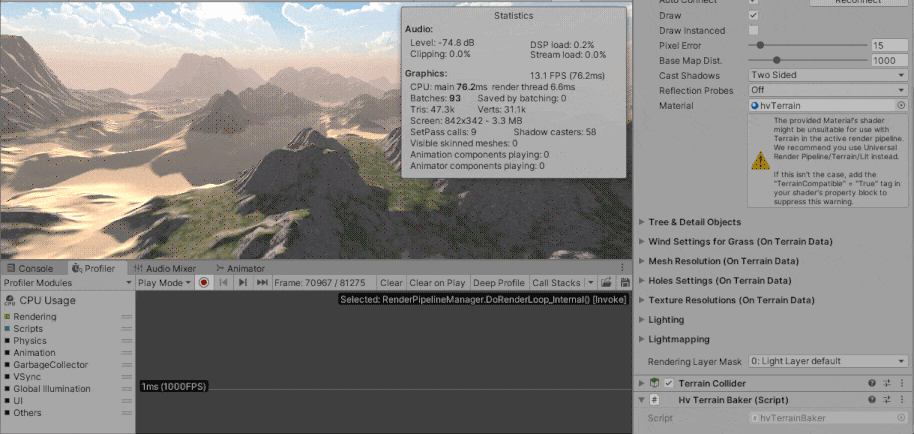 Statistics
Audio:
Level: -74.8 dB DSP load: 0.2%
Clipping: 0.0% Stream load: 0.0%
Graphics: 13.1 FPS (76.2ms)
CPU: main 76.2ms render thread 6.6ms
Batches: 93 Saved by batching: 0
Tris: 47.3k Verts: 31.1k
Screen: 842x342 - 3.3 MB
SetPass calls: 9 Shadow casters: 58
Visible skinned meshes: 0
Animation components playing: 0
Animator components playing: 0
Console Profiler Audio Mixer Animator
Profiler Modules Play Mode Frame: 70967 / 81275 Clear Clear on Play Deep Profile Call Stacks
CPU Usage
Rendering
Scripts
Physics
Animation
GarbageCollector
VSync
Global Illumination
UI
Others
Selected: RenderPipelineManager.DoRenderLoop_Internal() [Invoke]
1ms (1000FPS)
Auto Connect Reconnect
Draw
Draw Instanced
Pixel Error 15
Base Map Dist. 1000
Cast Shadows Two Sided
Reflection Probes Off
Material hvTerrain
The provided Material's shader
might be unsuitable for use with
Terrain in the active render pipeline.
We recommend you use Universal
Render Pipeline/Terrain/Lit instead.
If this isn't the case, add the
"TerrainCompatible" = "True" tag in
your shader's property block to
suppress this warning.
Tree & Detail Objects
Wind Settings for Grass (On Terrain Data)
Mesh Resolution (On Terrain Data)
Holes Settings (On Terrain Data)
Texture Resolutions (On Terrain Data)
Lighting
Lightmapping
Rendering Layer Mask 0: Light Layer default
Terrain Collider
Hv Terrain Baker (Script)
Script hvTerrainBaker